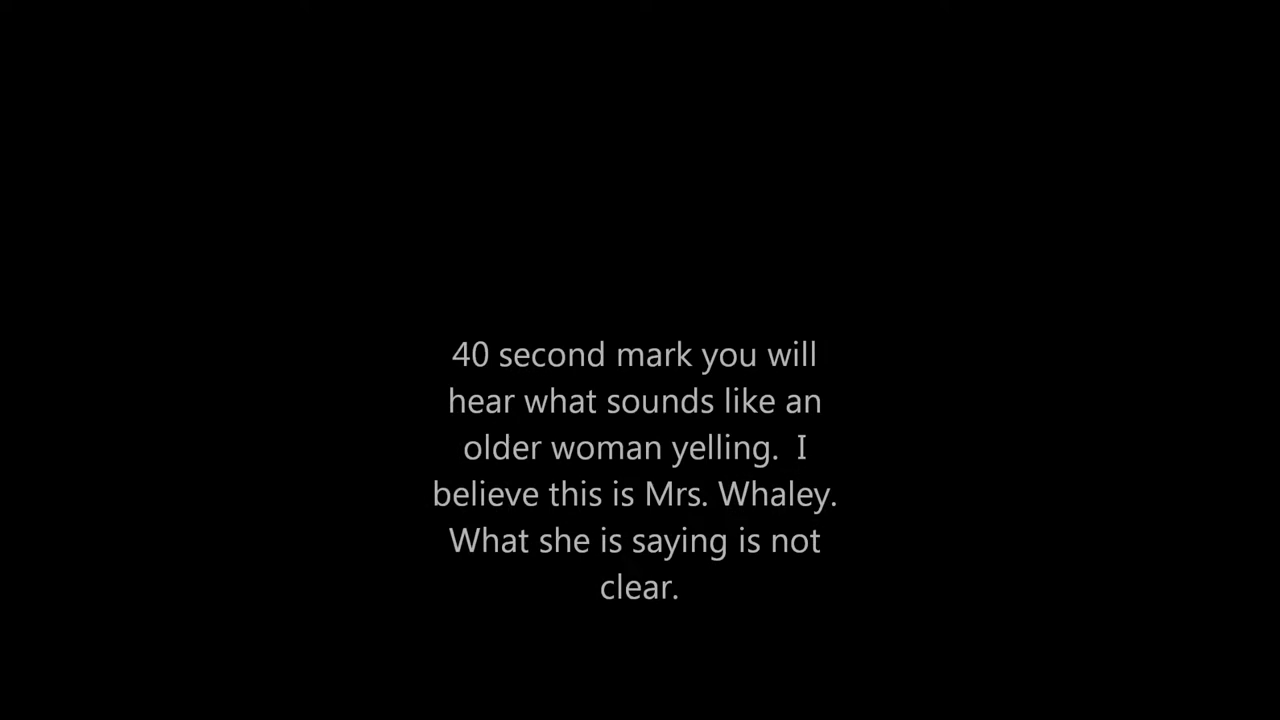 40 second mark you will
hear what sounds like an
older woman yelling.  I
believe this is Mrs. Whaley.
What she is saying is not
clear.